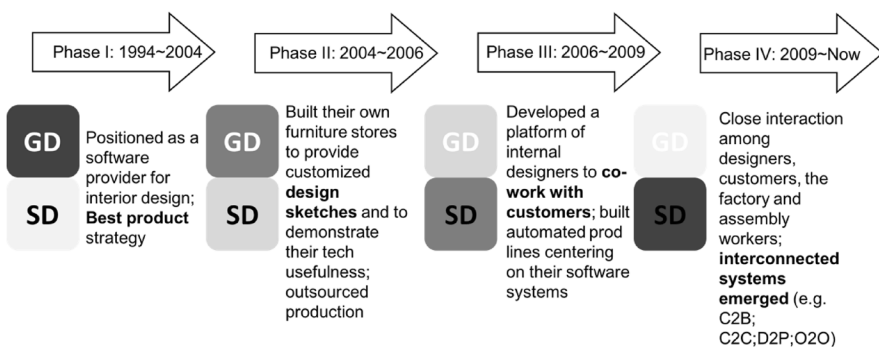 Phase I: 1994~2004
Phase II: 2004~2006
Phase III: 2006~2009
Phase IV: 2009~Now
GD
SD
Positioned as a
software
provider for
interior design;
Best product
strategy
GD
SD
Built their own
furniture stores
to provide
customized
design
sketches and to
demonstrate
their tech
usefulness;
outsourced
production
GD
SD
Developed a
platform of
internal
designers to co-
work with
customers; built
automated prod
lines centering
on their software
systems
GD
SD
Close interaction
among
designers,
customers, the
factory and
assembly
workers;
interconnected
systems
emerged (e.g.
C2B;
C2C;D2P;O2O)